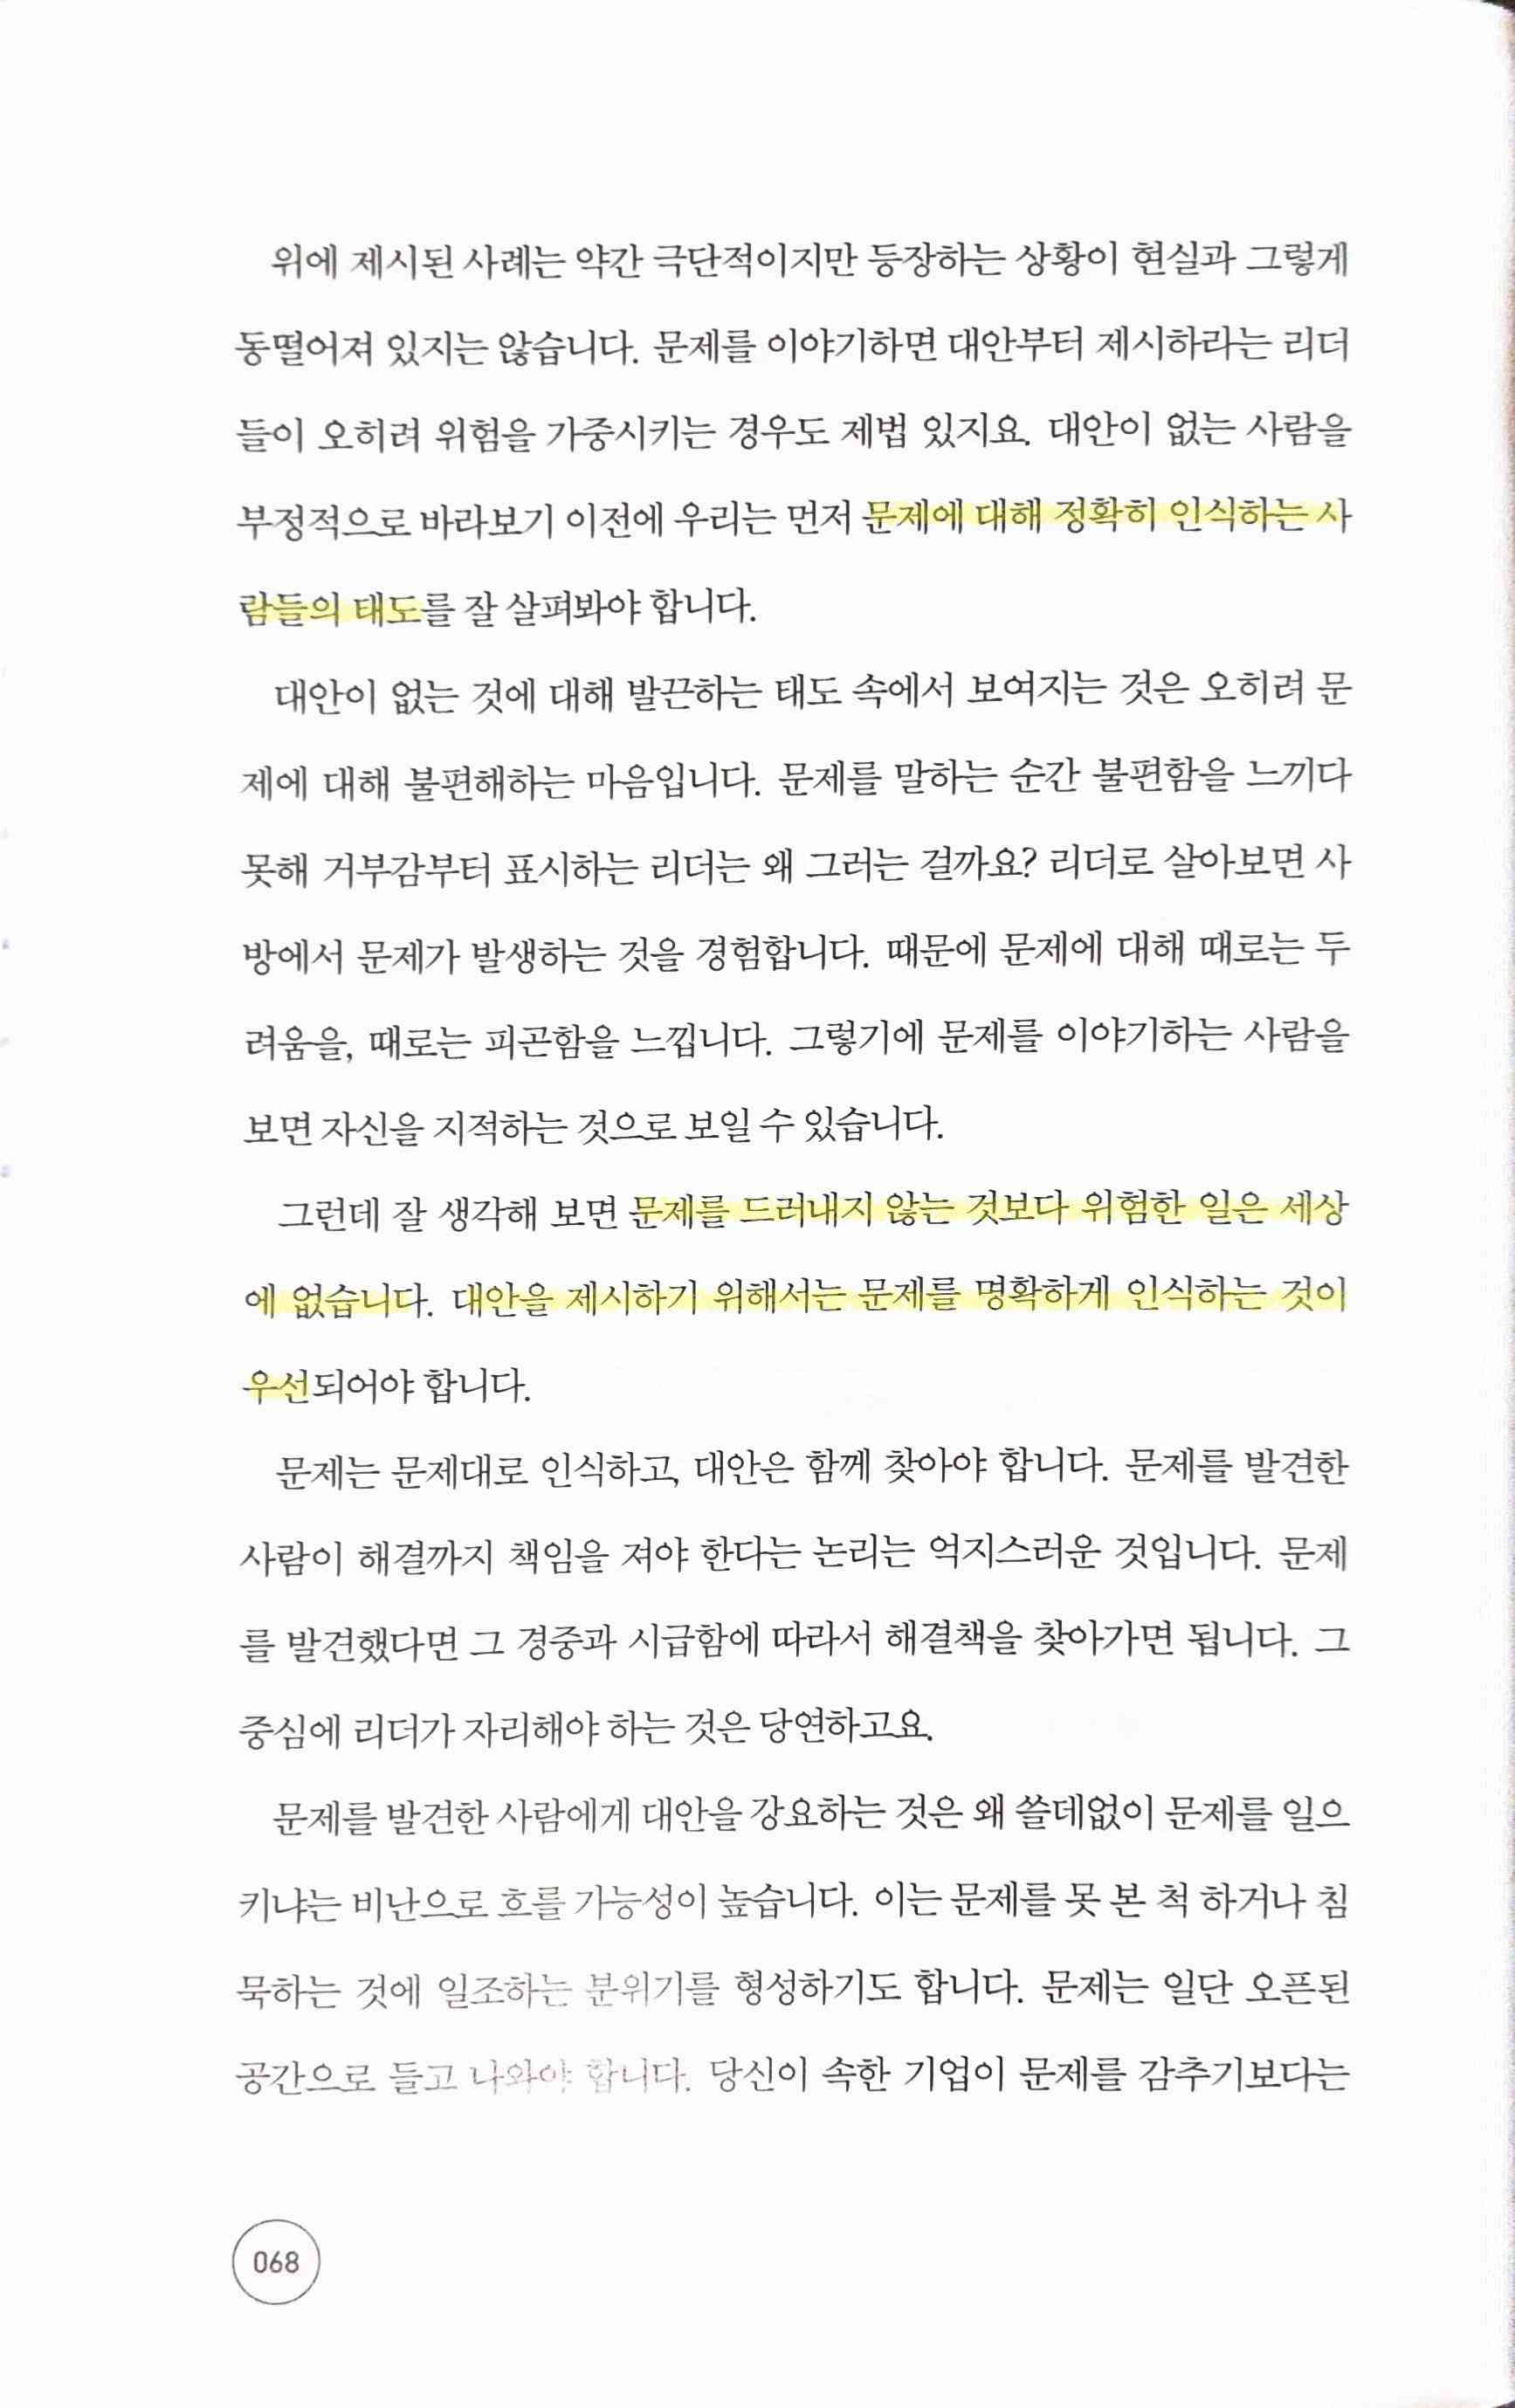 위에 제시된 사례는 약간 극단적이지만 등장하는 상황이 현실과 그렇게
동떨어져 있지는 않습니다. 문제를 이야기하면 대안부터 제시하라는 리더
들이 오히려 위험을 가중시키는 경우도 제법 있지요. 대안이 없는 사람을
부정적으로 바라보기 이전에 우리는 먼저 문제에 대해 정확히 인식하는 사
람들의 태도를 잘 살펴봐야 합니다.
대안이 없는 것에 대해 발끈하는 태도 속에서 보여지는 것은 오히려 문
제에 대해 불편해하는 마음입니다. 문제를 말하는 순간 불편함을 느끼다
못해 거부감부터 표시하는 리더는 왜 그러는 걸까요? 리더로 살아보면 사
방에서 문제가 발생하는 것을 경험합니다. 때문에 문제에 대해 때로는 두
려움을, 때로는 피곤함을 느낍니다. 그렇기에 문제를 이야기하는 사람을
보면 자신을 지적하는 것으로 보일 수 있습니다.
그런데 잘 생각해 보면 문제를 드러내지 않는 것보다 위험한 일은 세상
에 없습니다. 대안을 제시하기 위해서는 문제를 명확하게 인식하는 것이
우선되어야 합니다.
문제는 문제대로 인식하고, 대안은 함께 찾아야 합니다. 문제를 발견한
사람이 해결까지 책임을 져야 한다는 논리는 억지스러운 것입니다. 문제
를 발견했다면 그 경중과 시급함에 따라서 해결책을 찾아가면 됩니다. 그
중심에 리더가 자리해야 하는 것은 당연하고요.
문제를 발견한 사람에게 대안을 강요하는 것은 왜 쓸데없이 문제를 일으
키냐는 비난으로 흐를 가능성이 높습니다. 이는 문제를 못 본 척 하거나 침
묵하는 것에 일조하는 분위기를 형성하기도 합니다. 문제는 일단 오픈된
공간으로 들고 나와야 합니다. 당신이 속한 기업이 문제를 감추기보다는
068